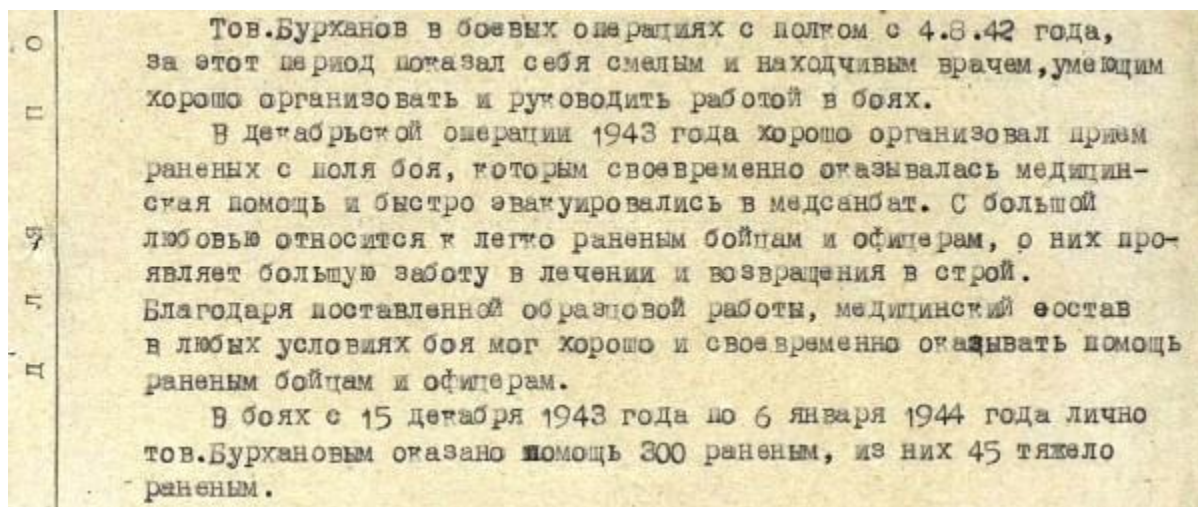 Тов.Бурханов в боевых операциях с полком с 4.8.42 года,
за этот период показал себя смелым и находчивым врачем,умеющим
хорошо организовать и руководить работой в боях.
В декабрьской операции 1943 года хорошо организовал прием
раненых с поля боя, которым своевременно оказывалась медицин-
ская помощь и быстро эвакуировались в медсанбат. С большой
любовью относится к легко раненым бойцам и офицерам, о них про-
являет большую заботу в лечении и возвращения в строй.
Благодаря поставленной образцовой работы, медицинский состав
в любых условиях боя мог хорошо и своевременно оказывать помощь
раненым бойцам и офицерам.
В боях с 15 декабря 1943 года по 6 января 1944 года лично
тов.Бурхановым оказано помощь 300 раненым, из них 45 тяжело
раненым.
Для по